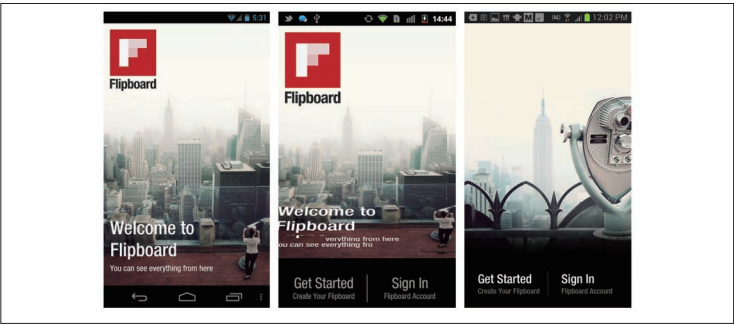 5:31
Flipboard
Welcome to
Flipboard
You can see everything from here
14:44
Flipboard
Welcome to
Flipboard
verything from here
ou can see everything fro
Get Started
Create Your Flipboard
Sign In
Flipboard Account
12:02 PM
Get Started
Create Your Flipboard
Sign In
Flipboard Account